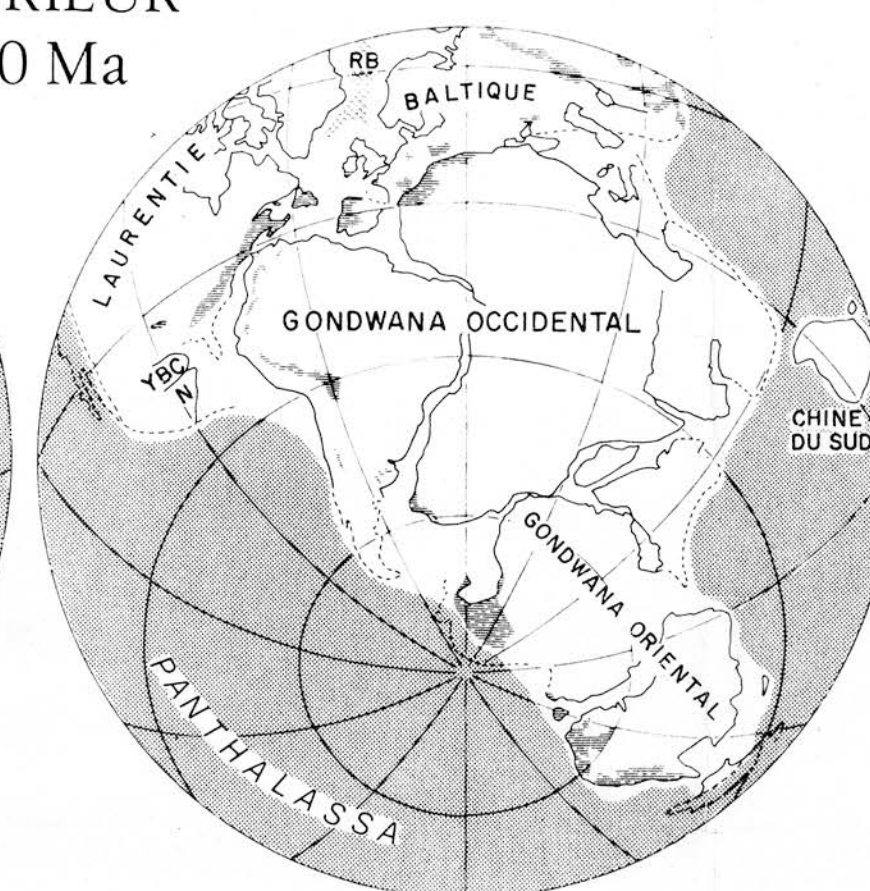 RIEUR
0 Ma
RB
BALTIQUE
LAURENTIE
GONDWANA OCCIDENTAL
YBC
N
CHINE
DU SUD
GONDWANA ORIENTAL
PANTHALASSA